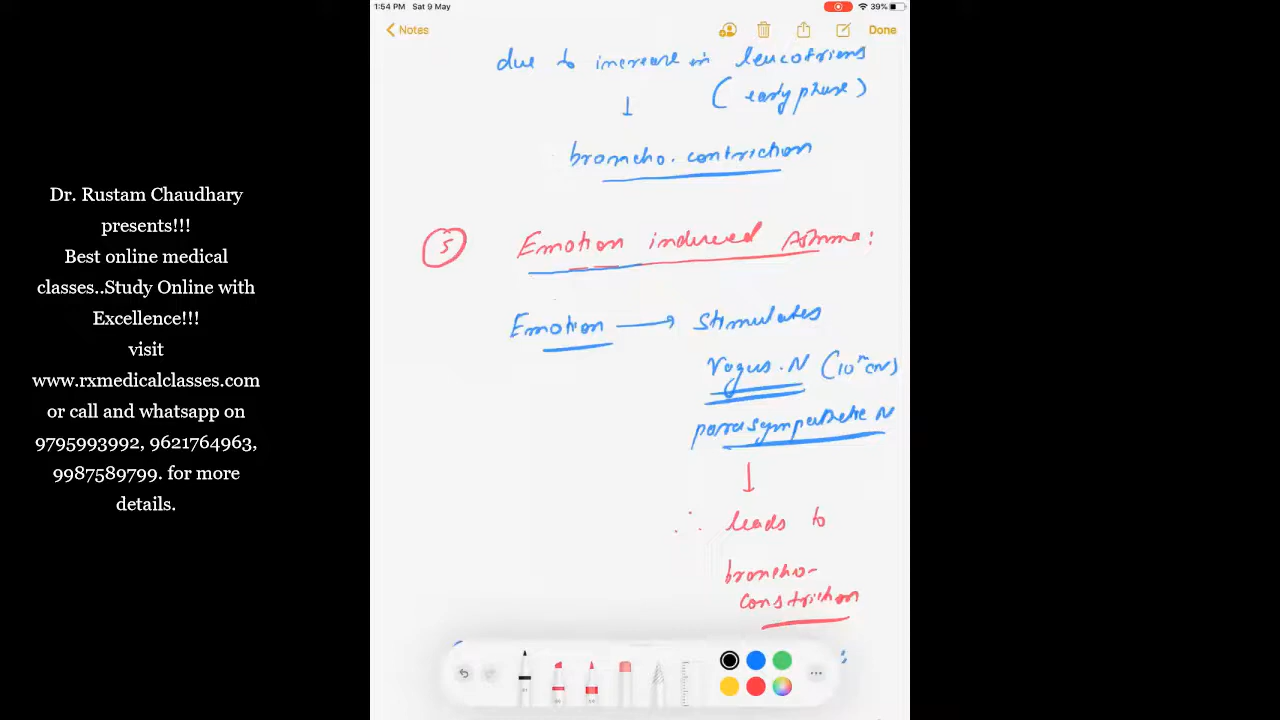 1:54 PM Sat 9 May
39%
Notes
Done
due to increase in leucotriens
(early phase)
broncho.contriction
Dr. Rustam Chaudhary
presents!!!
Best online medical
classes..Study Online with
Excellence!!!
visit
www.rxmedicalclasses.com
or call and whatsapp on
9795993992, 9621764963,
9987589799. for more
details.
5 Emotion induced Asthma:
Emotion → Stimulates
Vagus.N (10th CN)
parasympathetic N
↓
∴ leads to
broncho-
constriction